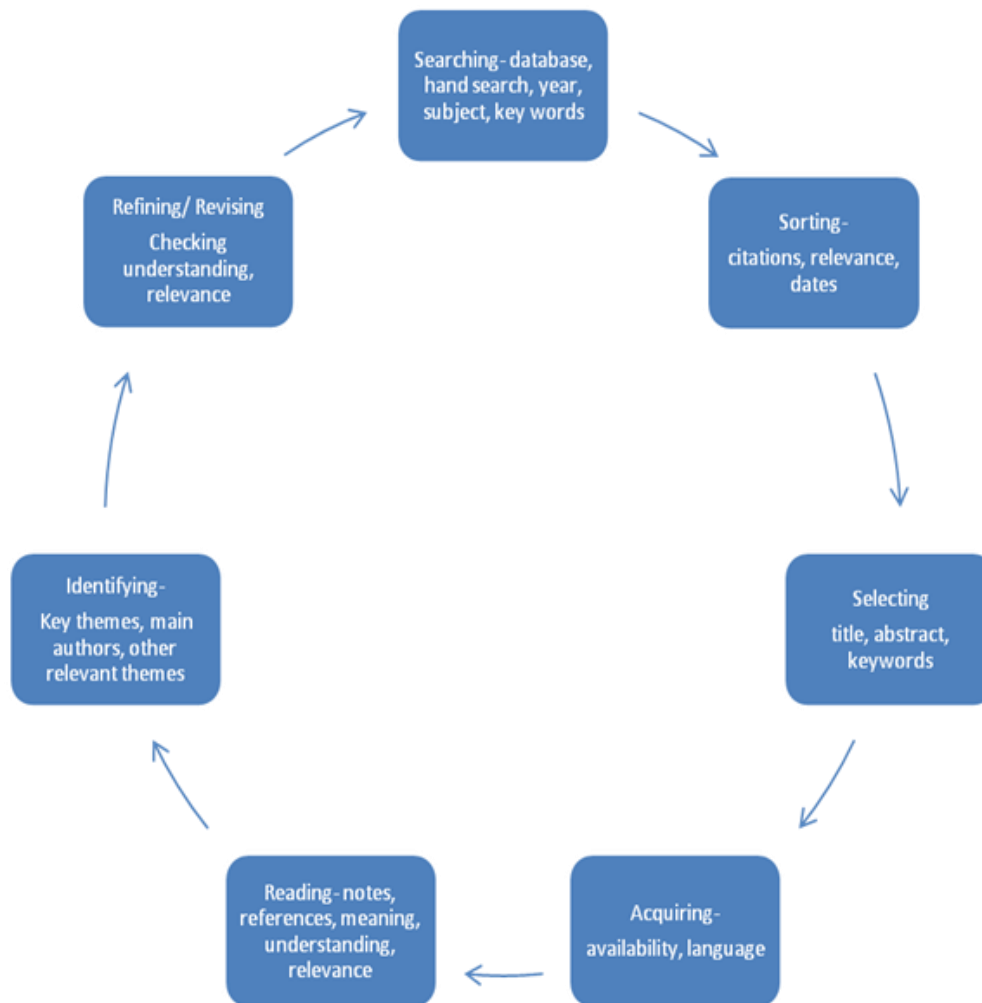 Searching- database,
hand search, year,
subject, key words
Sorting-
citations, relevance,
dates
Selecting
title, abstract,
keywords
Acquiring-
availability, language
Reading- notes,
references, meaning,
understanding,
relevance
Identifying-
Key themes, main
authors, other
relevant themes
Refining/ Revising
Checking
understanding,
relevance